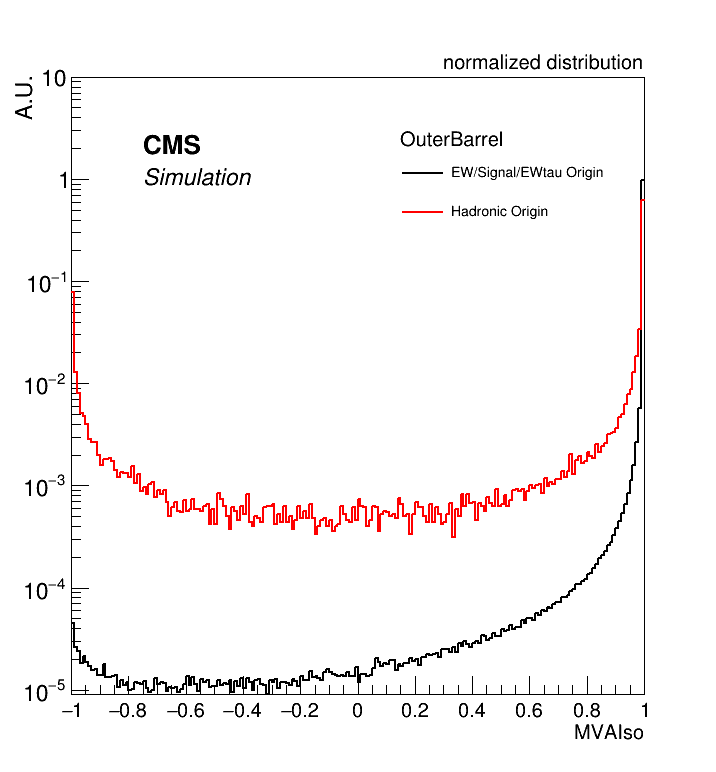 normalized distribution
A.U.
10
1
10⁻¹
10⁻²
10⁻³
10⁻⁴
10⁻⁵
CMS
Simulation
OuterBarrel
EW/Signal/EWtau Origin
Hadronic Origin
−1 −0.8 −0.6 −0.4 −0.2 0 0.2 0.4 0.6 0.8 1
MVAIso